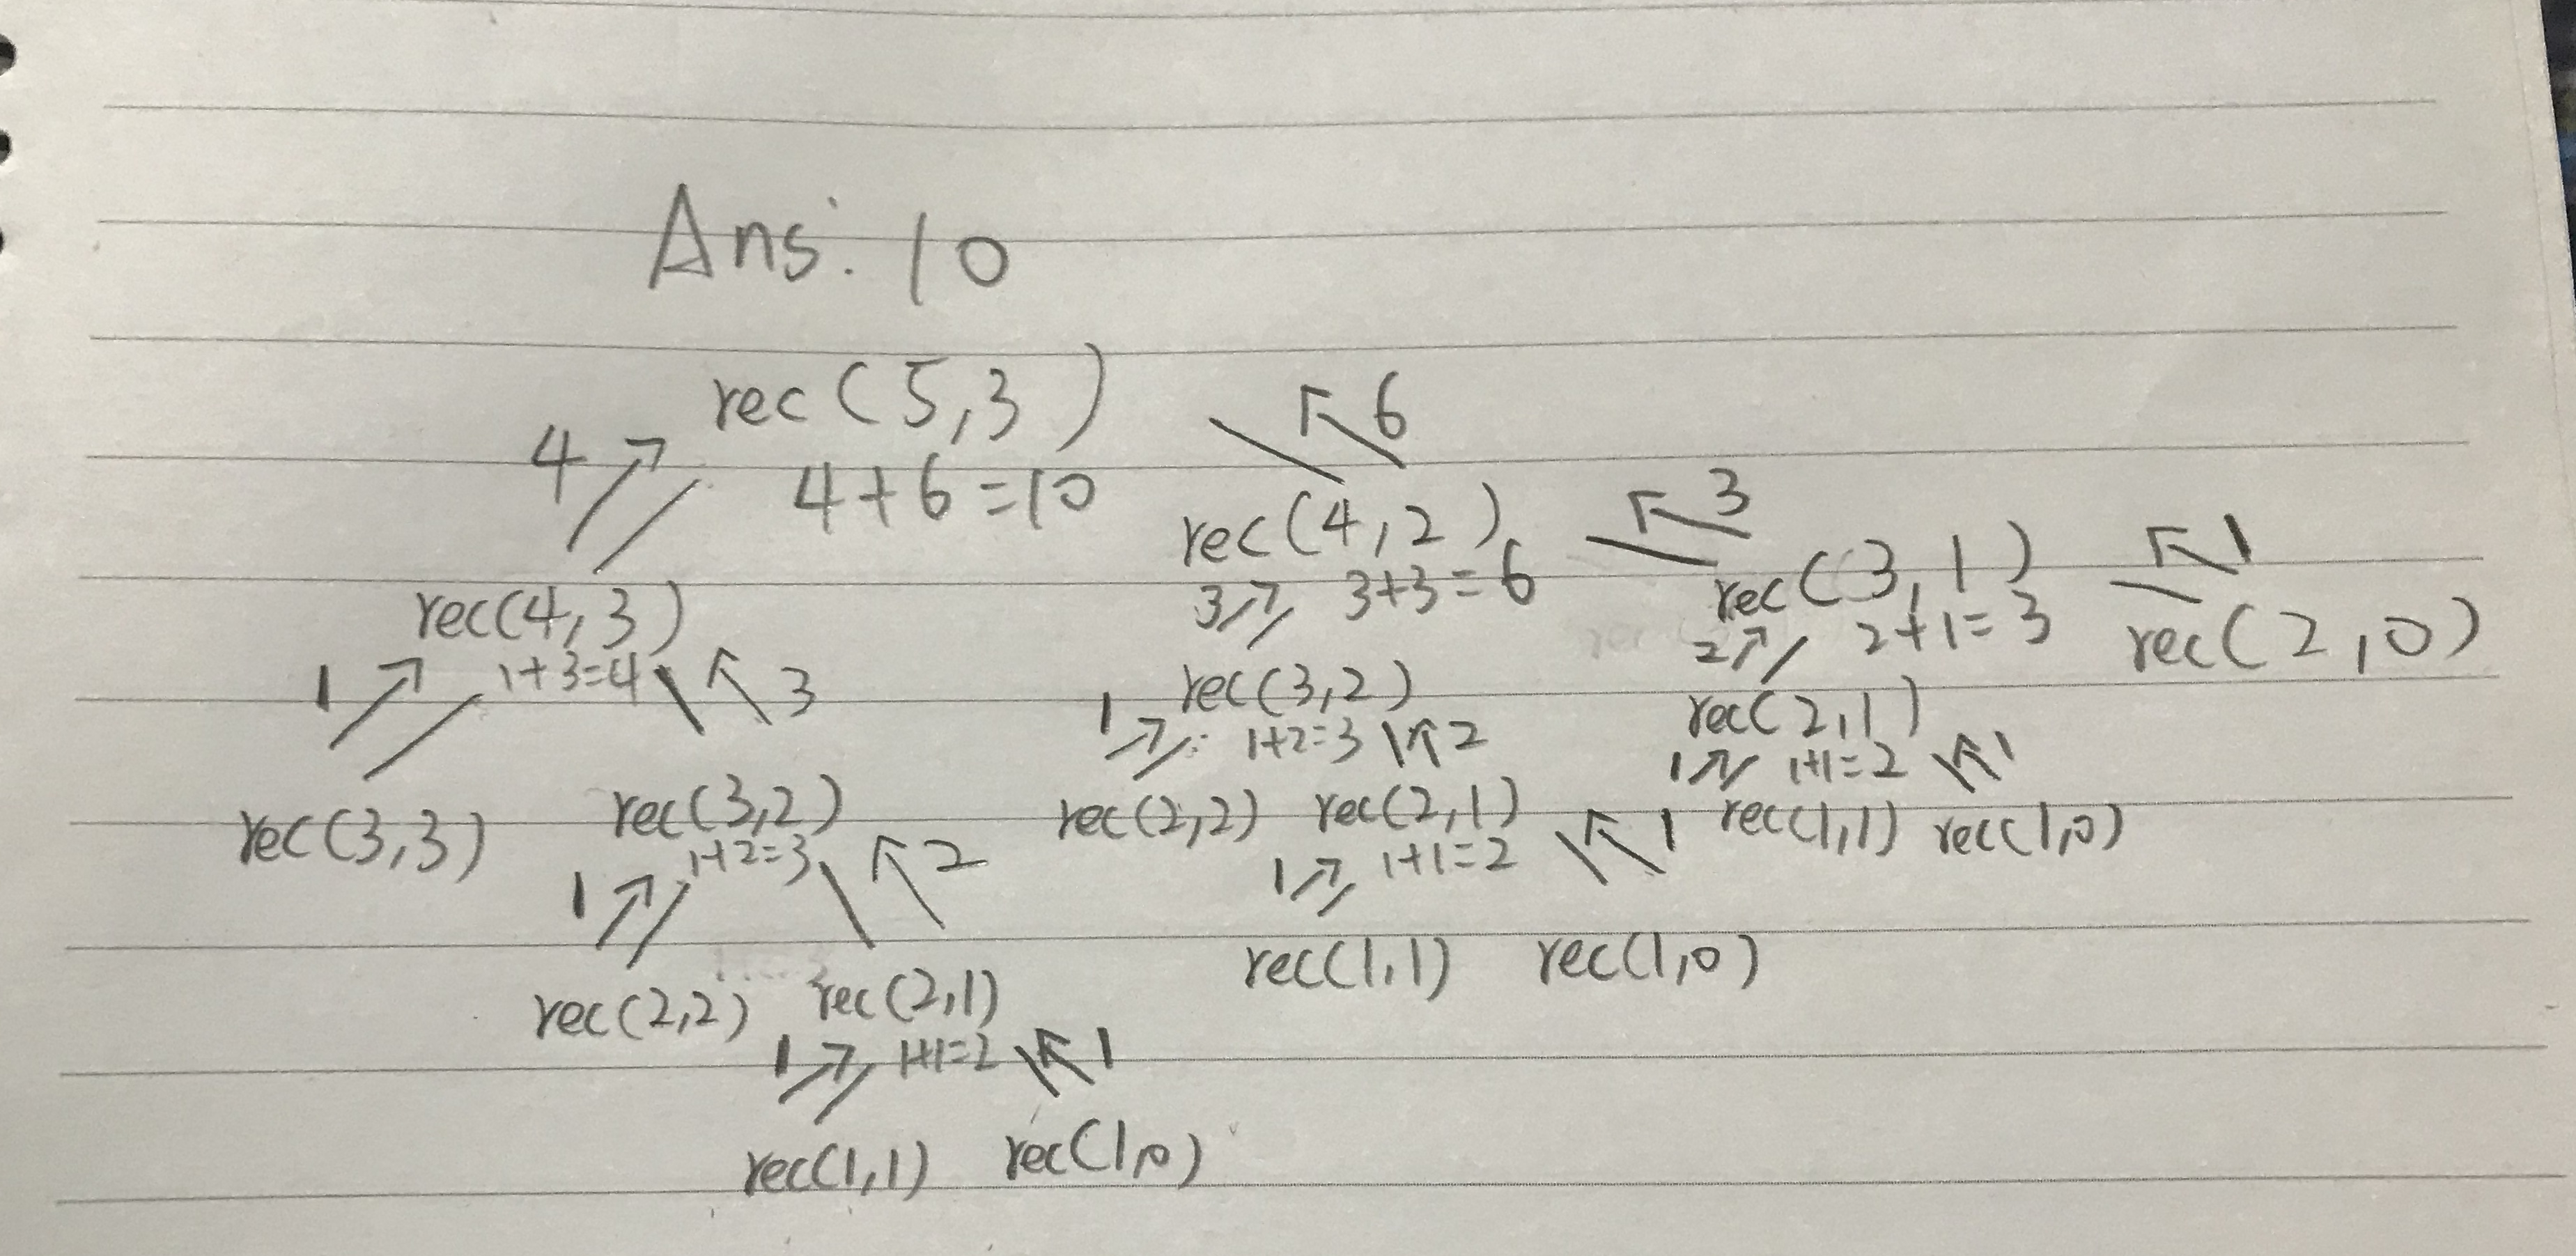 Ans: 10
rec(5,3)
4 6
4+6=10
rec(4,2) 3
3 3+3=6
rec(3,1) 1
2 2+1=3
rec(2,0)
rec(4,3)
1 1+3=4 3
rec(3,2)
1 1+2=3 2
rec(2,1)
1 1+1=2 1
rec(3,3) rec(3,2) rec(2,2) rec(2,1) rec(1,1) rec(1,0)
1 1+2=3 2
1 1+1=2 1
rec(2,2) rec(2,1) rec(1,1) rec(1,0)
1 1+1=2 1
rec(1,1) rec(1,0)